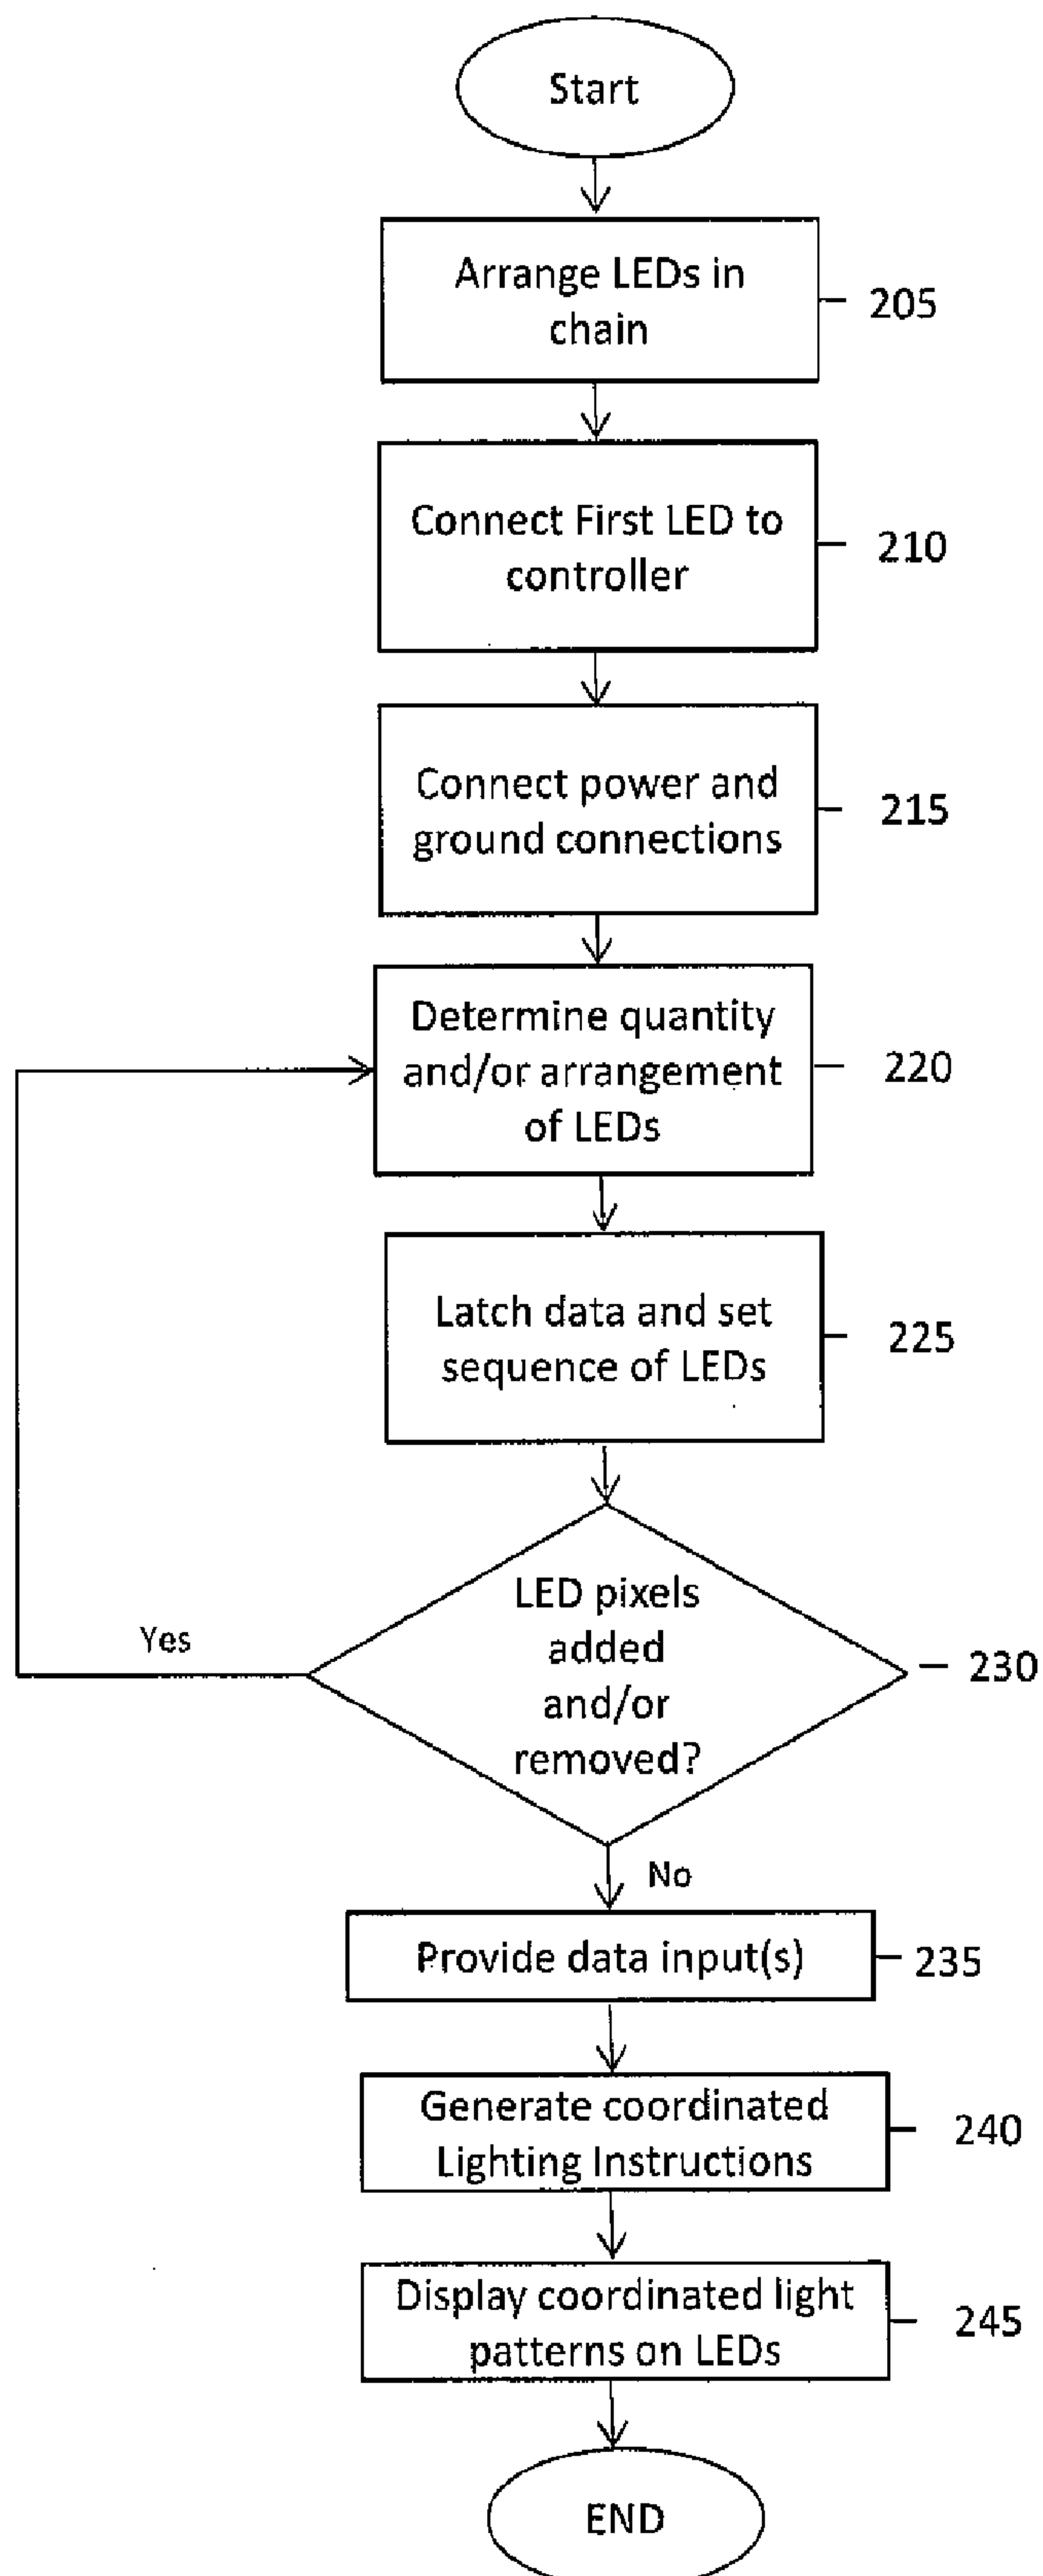 Start
Arrange LEDs in
chain
205
Connect First LED to
controller
210
Connect power and
ground connections
215
Determine quantity
and/or arrangement
of LEDs
220
Latch data and set
sequence of LEDs
225
LED pixels
added
and/or
removed?
230
Yes
No
Provide data input(s)
235
Generate coordinated
Lighting Instructions
240
Display coordinated light
patterns on LEDs
245
END